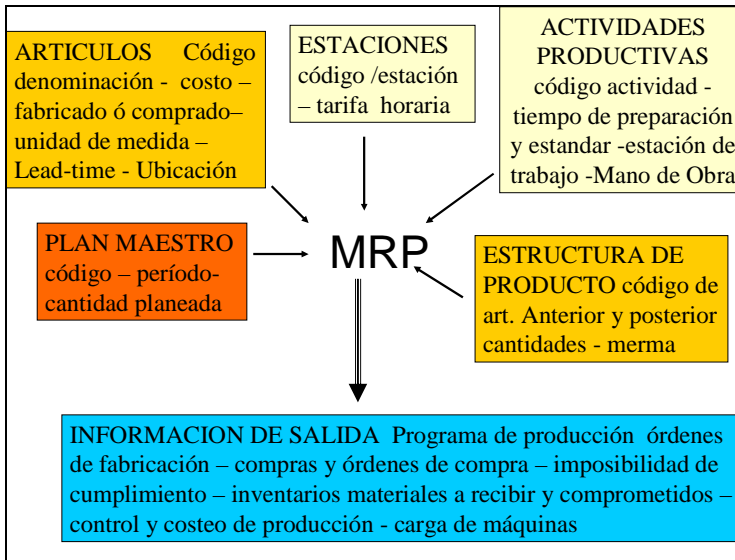 ARTICULOS Código
denominación - costo –
fabricado ó comprado–
unidad de medida –
Lead-time - Ubicación
ESTACIONES
código /estación
– tarifa horaria
ACTIVIDADES
PRODUCTIVAS
código actividad -
tiempo de preparación
y estandar -estación de
trabajo -Mano de Obra
PLAN MAESTRO
código – período-
cantidad planeada
MRP
ESTRUCTURA DE
PRODUCTO código de
art. Anterior y posterior
cantidades - merma
INFORMACION DE SALIDA Programa de producción órdenes
de fabricación – compras y órdenes de compra – imposibilidad de
cumplimiento – inventarios materiales a recibir y comprometidos –
control y costeo de producción - carga de máquinas